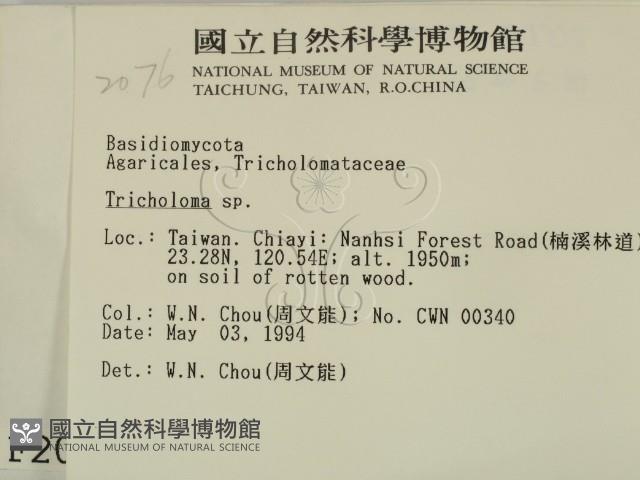 國立自然科學博物館
NATIONAL MUSEUM OF NATURAL SCIENCE
TAICHUNG, TAIWAN, R.O.CHINA
2076
Basidiomycota
Agaricales, Tricholomataceae
Tricholoma sp.
Loc.: Taiwan. Chiayi: Nanhsi Forest Road(楠溪林道)
23.28N, 120.54E; alt. 1950m;
on soil of rotten wood.
Col.: W.N. Chou(周文能); No. CWN 00340
Date: May 03, 1994
Det.: W.N. Chou(周文能)
國立自然科學博物館
NATIONAL MUSEUM OF NATURAL SCIENCE